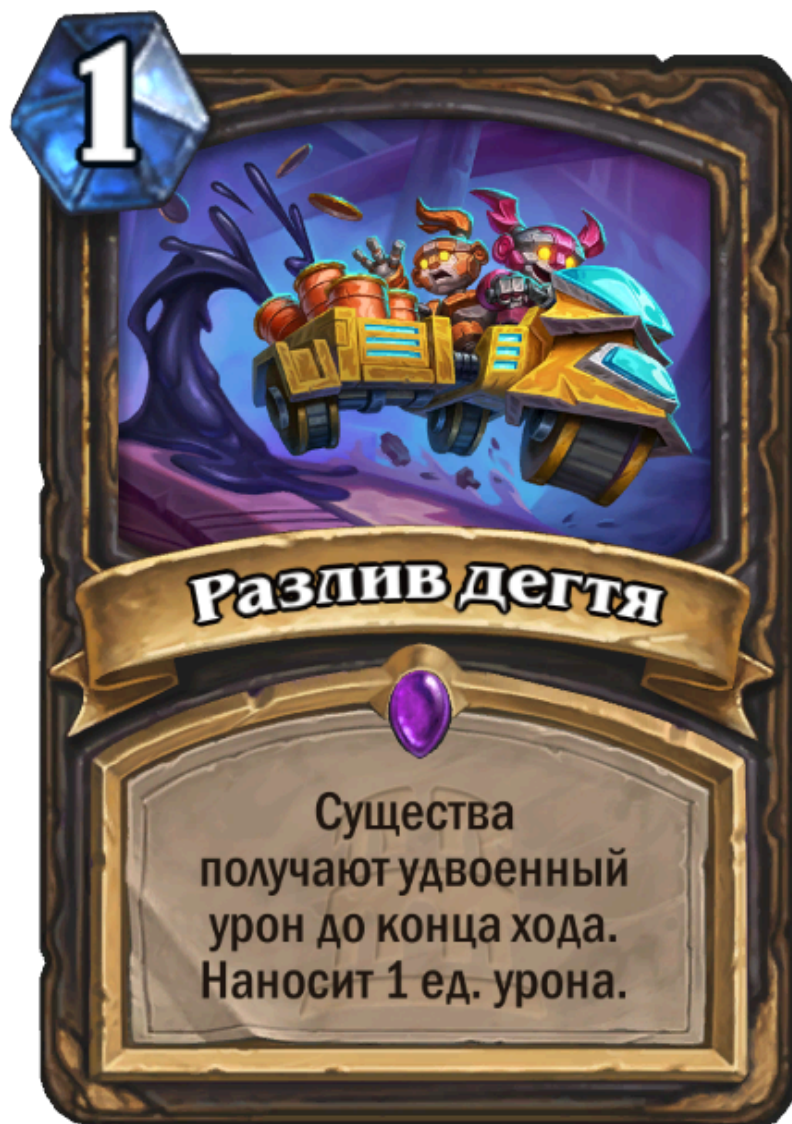 1
Разлив дегтя
Существа
получают удвоенный
урон до конца хода.
Наносит 1 ед. урона.